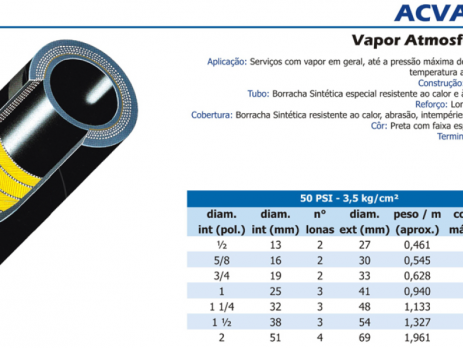 ACVA
Vapor Atmosf
Aplicação: Serviços com vapor em geral, até a pressão máxima de
temperatura a
Construção:
Tubo: Borracha Sintética especial resistente ao calor e à
Reforço: Lon
Cobertura: Borracha Sintética resistente ao calor, abrasão, intempéries
Côr: Preta com faixa esp
Termin
50 PSI - 3,5 kg/cm²
diam. diam. n° diam. peso / m co
int (pol.) int (mm) lonas ext (mm) (aprox.) má
½ 13 2 27 0,461
5/8 16 2 30 0,545
3/4 19 2 33 0,628
1 25 3 41 0,940
1 1/4 32 3 48 1,133
1 ½ 38 3 54 1,327
2 51 4 69 1,961